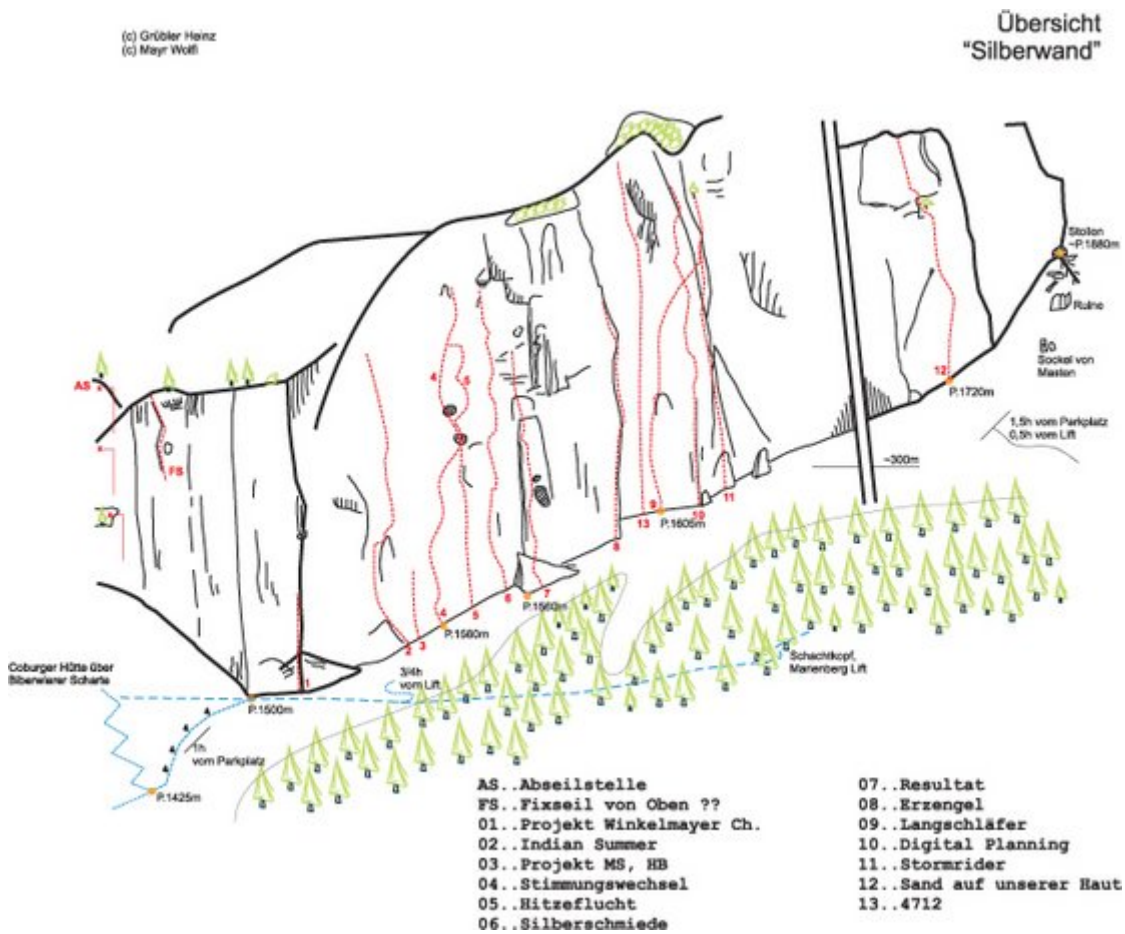 (c) Grübler Heinz
(c) Mayr Wolfi
Übersicht
"Silberwand"
Stollen
~P.1880m
Ruine
Sockel von
Masten
AS
FS
4
5
12
P.1720m
1,5h vom Parkplatz
0,5h vom Lift
~300m
13
9
P.1605m
10
11
8
6
7
P.1560m
4
5
P.1560m
2
3
1
Coburger Hütte über
Biberwierer Scharte
3/4h
vom Lift
Schachtkopf,
Marienberg Lift
P.1500m
1h
vom Parkplatz
P.1425m
AS..Abseilstelle
FS..Fixseil von Oben ??
01..Projekt Winkelmayer Ch.
02..Indian Summer
03..Projekt MS, HB
04..Stimmungswechsel
05..Hitzeflucht
06..Silberschmiede
07..Resultat
08..Erzengel
09..Langschläfer
10..Digital Planning
11..Stormrider
12..Sand auf unserer Haut
13..4712